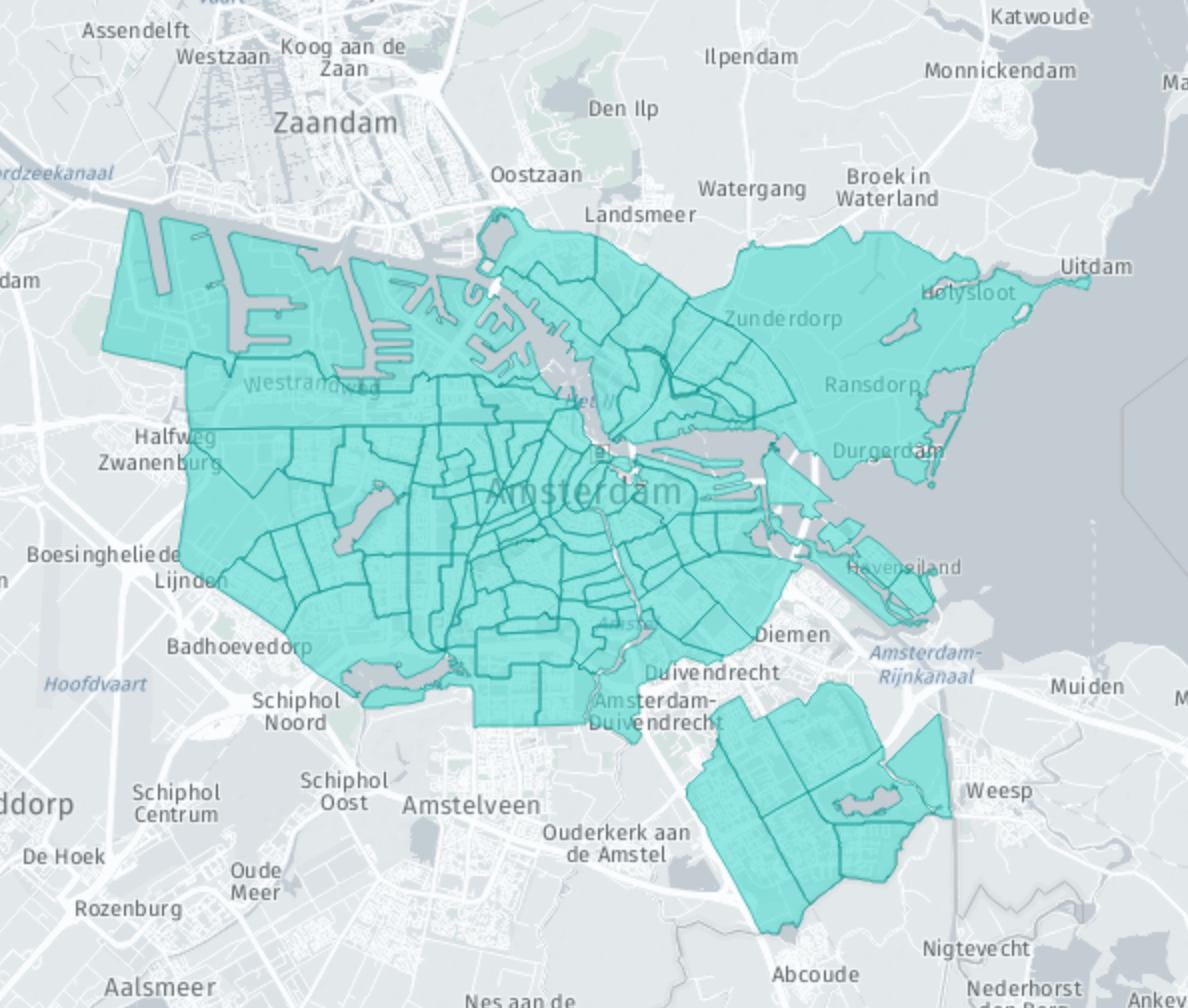 Katwoude
Assendelft
Koog aan de
Zaan
Westzaan
Ilpendam
Monnickendam
Den Ilp
Zaandam
ordzeekanaal
Oostzaan
Watergang
Broek in
Waterland
Landsmeer
Uitdam
dam
Holysloot
Zunderdorp
Westrandweg
Ransdorp
Het IJ
Halfweg
Zwanenburg
Durgerdam
Amsterdam
Boesingheliede
Lijnden
Haveneiland
Amstel
Diemen
Badhoevedorp
Amsterdam-
Rijnkanaal
Duivendrecht
Hoofdvaart
Muiden
Schiphol
Noord
Amsterdam-
Duivendrecht
Schiphol
Oost
Schiphol
Centrum
Amstelveen
Weesp
ddorp
Ouderkerk aan
de Amstel
De Hoek
Oude
Meer
Rozenburg
Nigtevecht
Abcoude
Aalsmeer
Nederhorst
den Berg
Nes aan de
Ankev